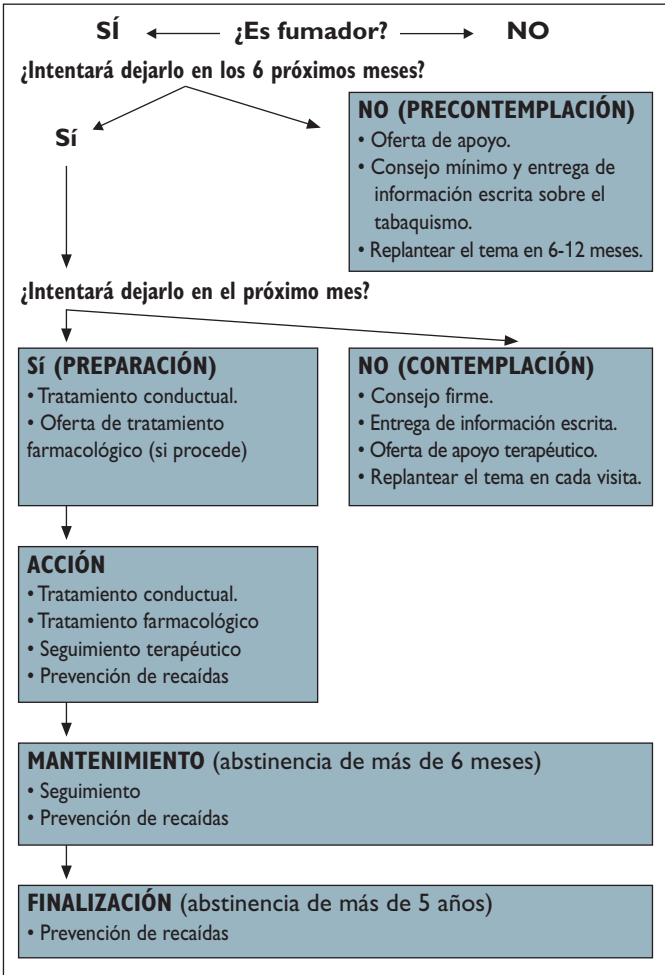 SÍ ¿Es fumador? NO
¿Intentará dejarlo en los 6 próximos meses?
Sí
NO (PRECONTEMPLACIÓN)
• Oferta de apoyo.
• Consejo mínimo y entrega de
información escrita sobre el
tabaquismo.
• Replantear el tema en 6-12 meses.
¿Intentará dejarlo en el próximo mes?
Sí (PREPARACIÓN)
• Tratamiento conductual.
• Oferta de tratamiento
farmacológico (si procede)
NO (CONTEMPLACIÓN)
• Consejo firme.
• Entrega de información escrita.
• Oferta de apoyo terapéutico.
• Replantear el tema en cada visita.
ACCIÓN
• Tratamiento conductual.
• Tratamiento farmacológico
• Seguimiento terapéutico
• Prevención de recaídas
MANTENIMIENTO (abstinencia de más de 6 meses)
• Seguimiento
• Prevención de recaídas
FINALIZACIÓN (abstinencia de más de 5 años)
• Prevención de recaídas